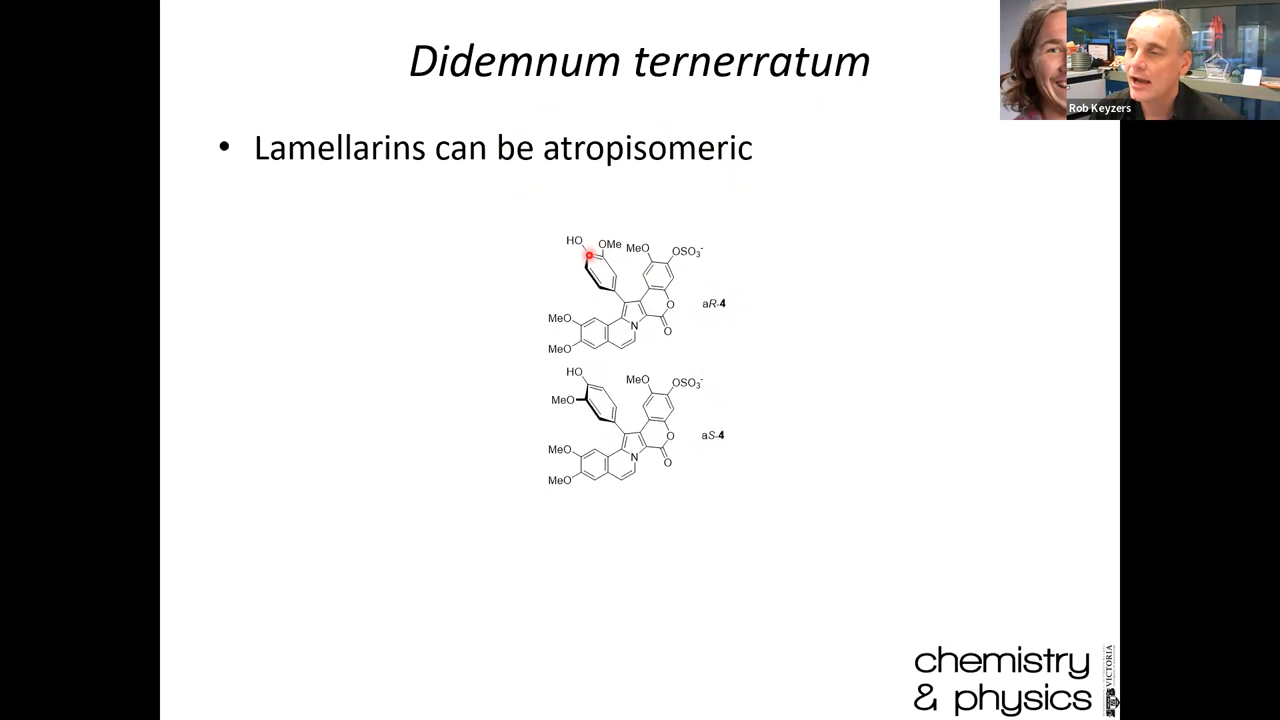 Didemnum ternerratum
Rob Keyzers
• Lamellarins can be atropisomeric
HO
OMe
MeO
OSO3-
MeO
MeO
N
O
O
aR-4
HO
MeO
MeO
OSO3-
MeO
MeO
N
O
O
aS-4
chemistry
& physics
VICTORIA